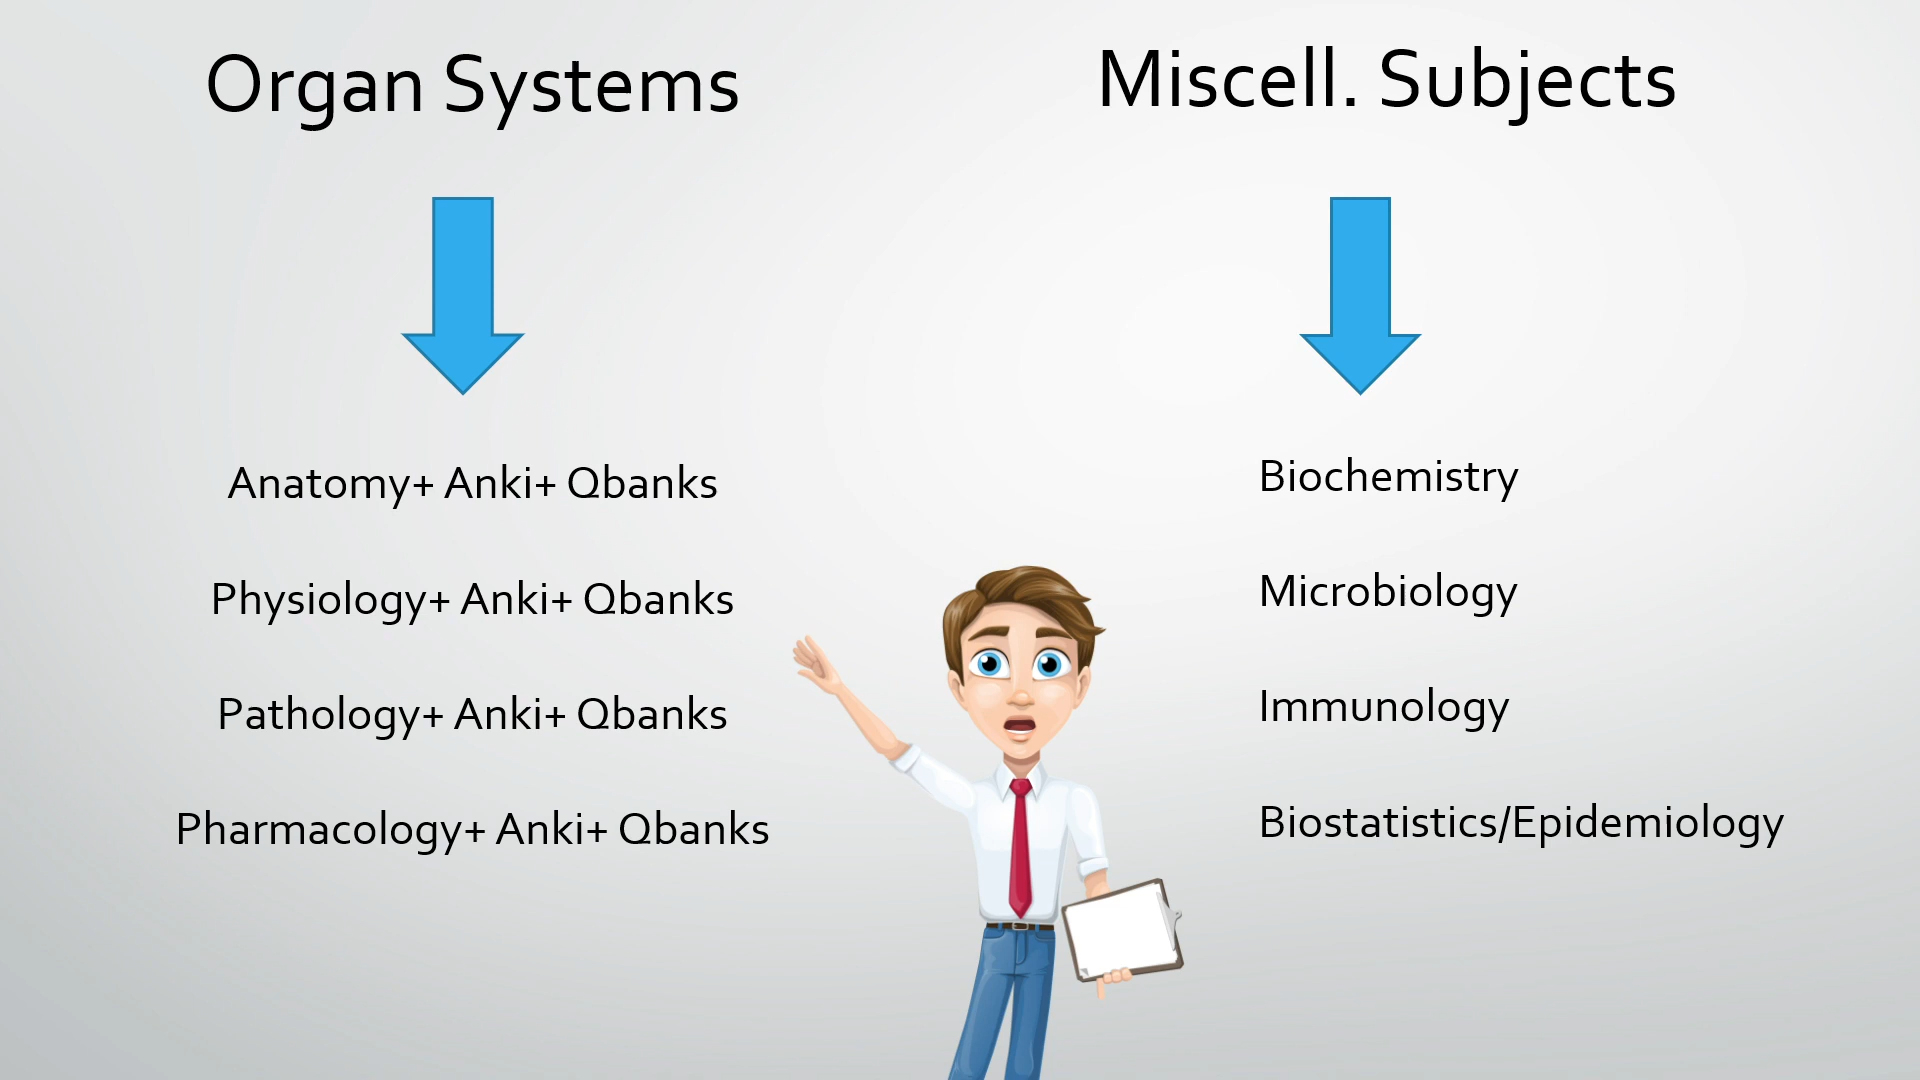 Organ Systems
Anatomy+ Anki+ Qbanks
Physiology+ Anki+ Qbanks
Pathology+ Anki+ Qbanks
Pharmacology+ Anki+ Qbanks
Miscell. Subjects
Biochemistry
Microbiology
Immunology
Biostatistics/Epidemiology